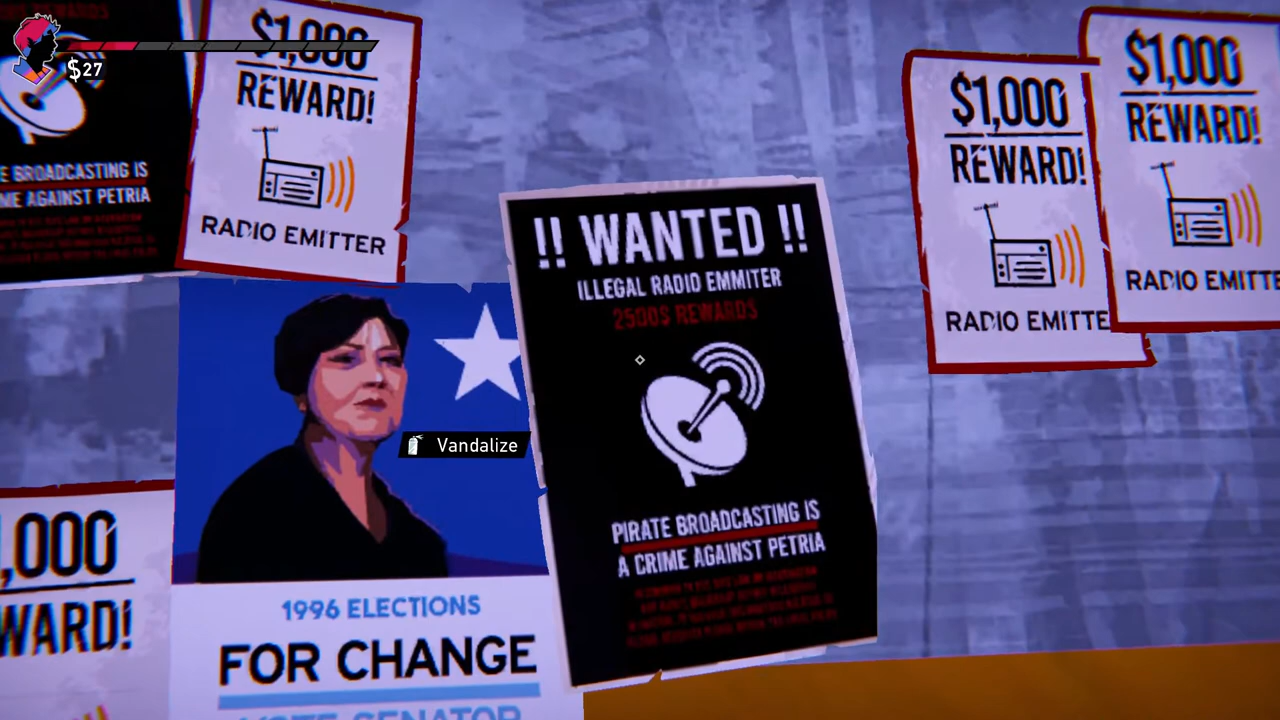 $27
E BROADCASTING IS
ME AGAINST PETRIA
$1,000
REWARD!
RADIO EMITTER
!! WANTED !!
ILLEGAL RADIO EMMITER
2500$ REWARDS
PIRATE BROADCASTING IS
A CRIME AGAINST PETRIA
$1,000
REWARD!
RADIO EMITTE
$1,000
REWARD!
RADIO EMITTE
Vandalize
,000
WARD!
1996 ELECTIONS
FOR CHANGE
VOTE SENATOR